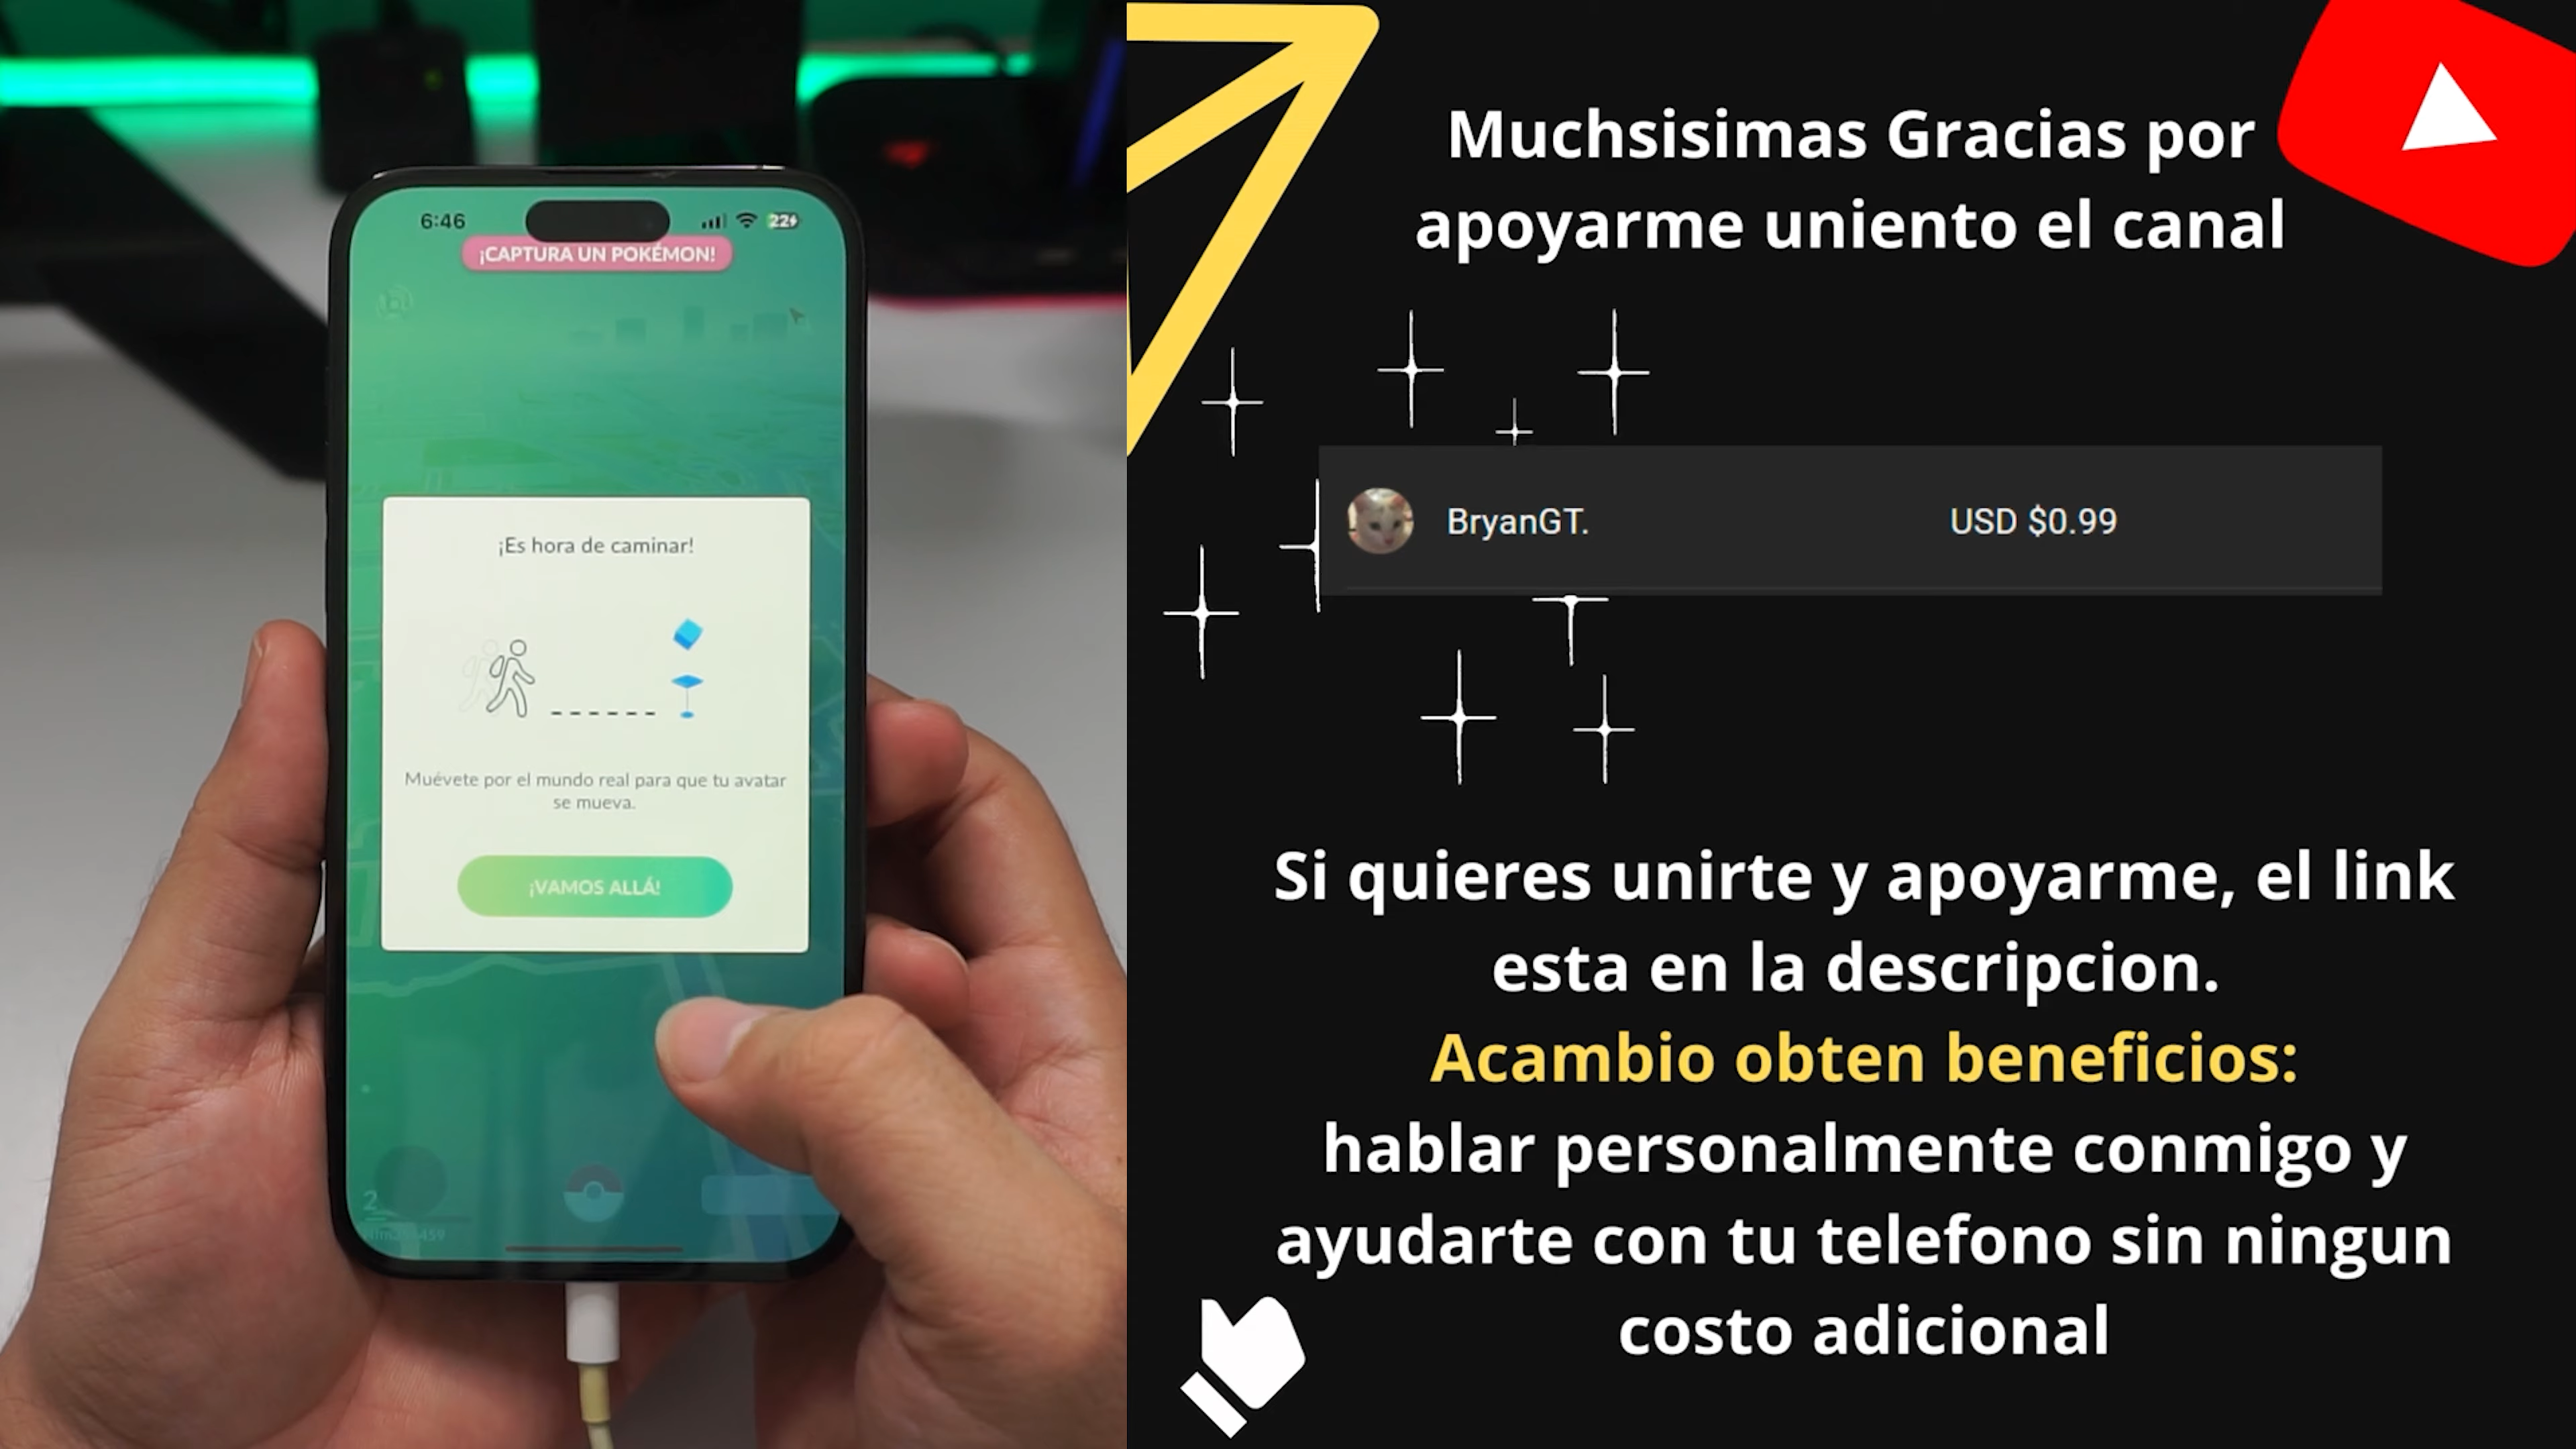 6:46
22
¡CAPTURA UN POKÉMON!
¡Es hora de caminar!
Muévete por el mundo real para que tu avatar
se mueva.
¡VAMOS ALLÁ!
Muchsisimas Gracias por
apoyarme uniento el canal
BryanGT. USD $0.99
Si quieres unirte y apoyarme, el link
esta en la descripcion.
Acambio obten beneficios:
hablar personalmente conmigo y
ayudarte con tu telefono sin ningun
costo adicional